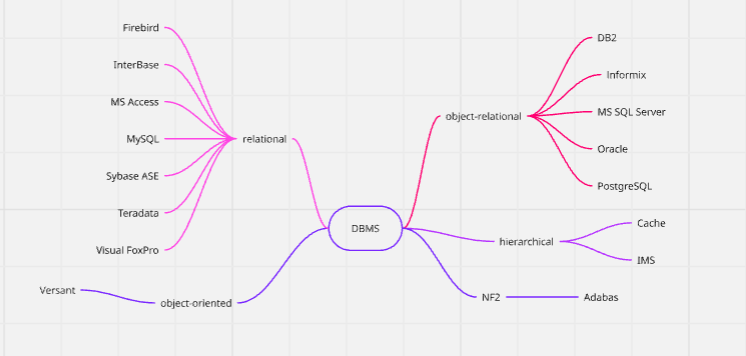 DBMS
relational
Firebird
InterBase
MS Access
MySQL
Sybase ASE
Teradata
Visual FoxPro
object-oriented
Versant
object-relational
DB2
Informix
MS SQL Server
Oracle
PostgreSQL
hierarchical
Cache
IMS
NF2
Adabas